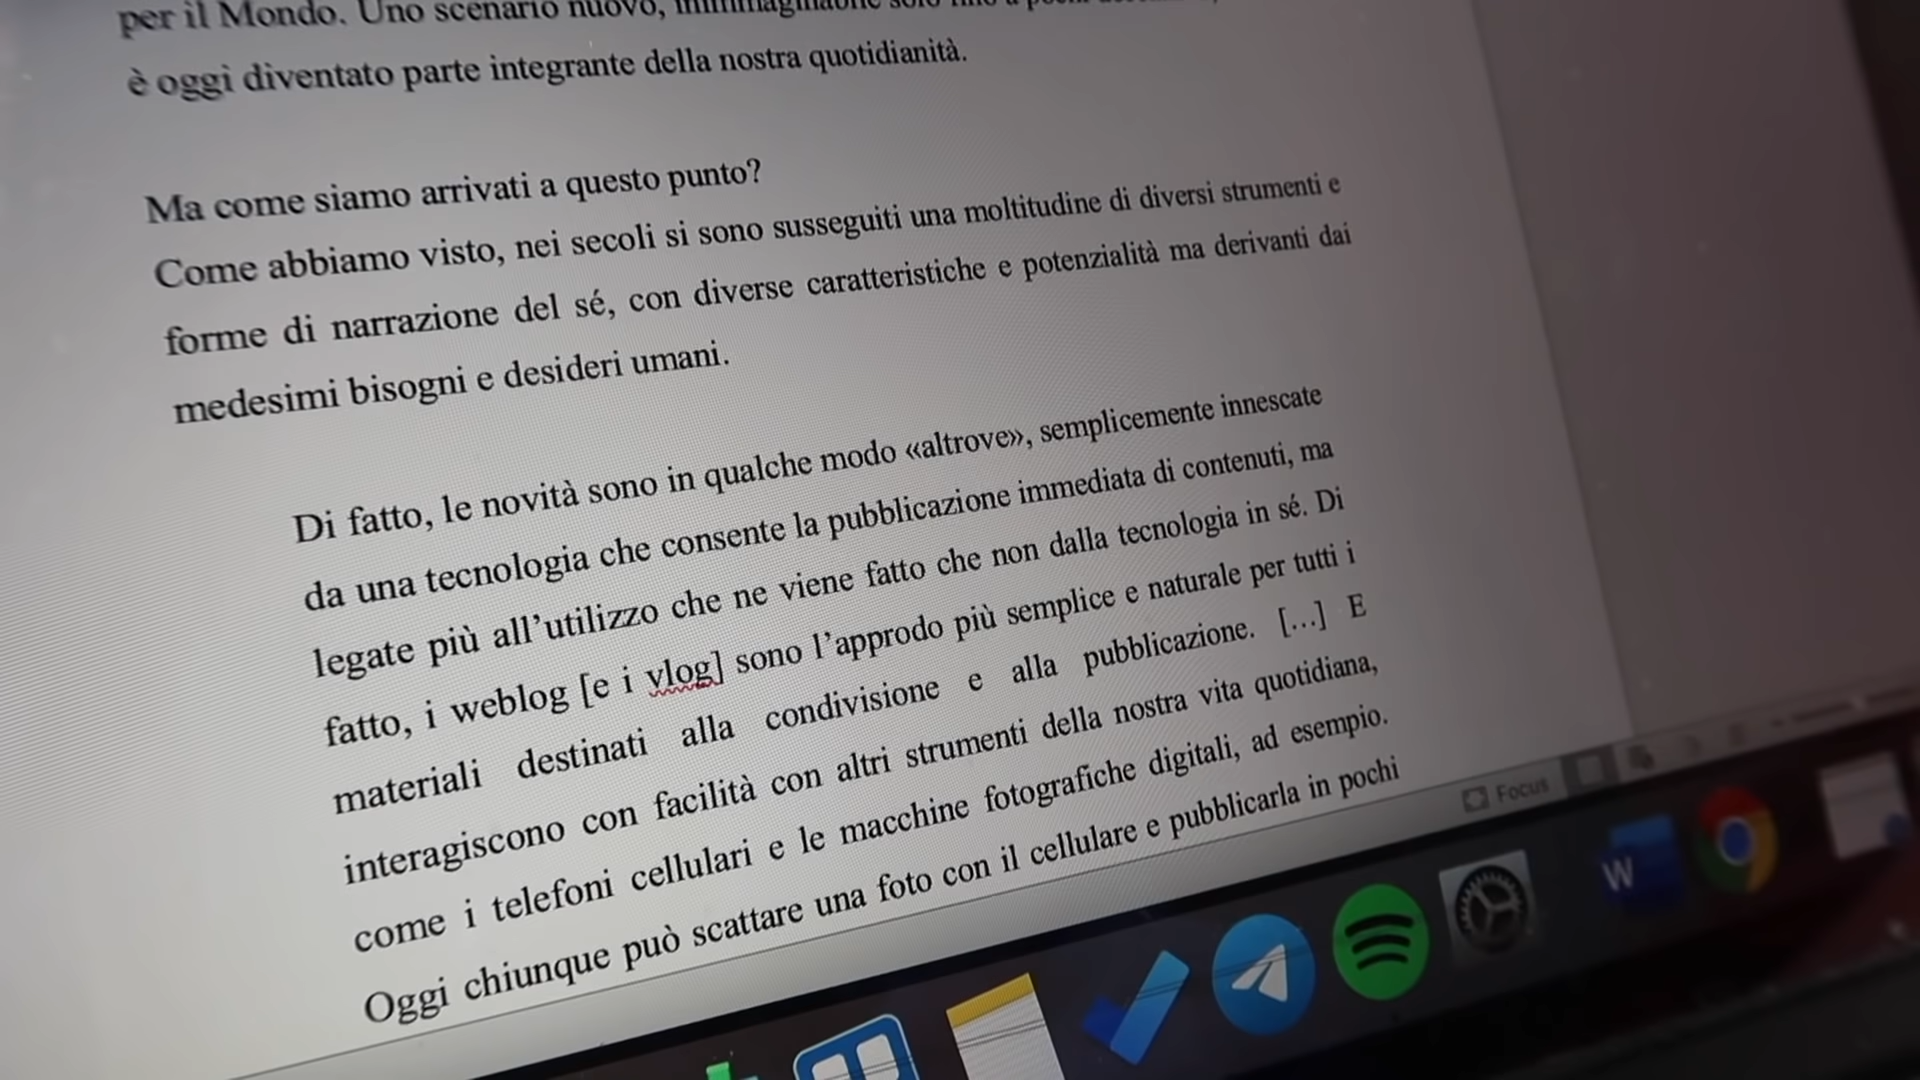 per il Mondo. Uno scenario nuovo, immaginabile solo fino a pochi
è oggi diventato parte integrante della nostra quotidianità.
Ma come siamo arrivati a questo punto?
Come abbiamo visto, nei secoli si sono susseguiti una moltitudine di diversi strumenti e
forme di narrazione del sé, con diverse caratteristiche e potenzialità ma derivanti dai
medesimi bisogni e desideri umani.
Di fatto, le novità sono in qualche modo «altrove», semplicemente innescate
da una tecnologia che consente la pubblicazione immediata di contenuti, ma
legate più all’utilizzo che ne viene fatto che non dalla tecnologia in sé. Di
fatto, i weblog [e i vlog] sono l’approdo più semplice e naturale per tutti i
materiali destinati alla condivisione e alla pubblicazione. […] E
interagiscono con facilità con altri strumenti della nostra vita quotidiana,
come i telefoni cellulari e le macchine fotografiche digitali, ad esempio.
Oggi chiunque può scattare una foto con il cellulare e pubblicarla in pochi
Focus
W